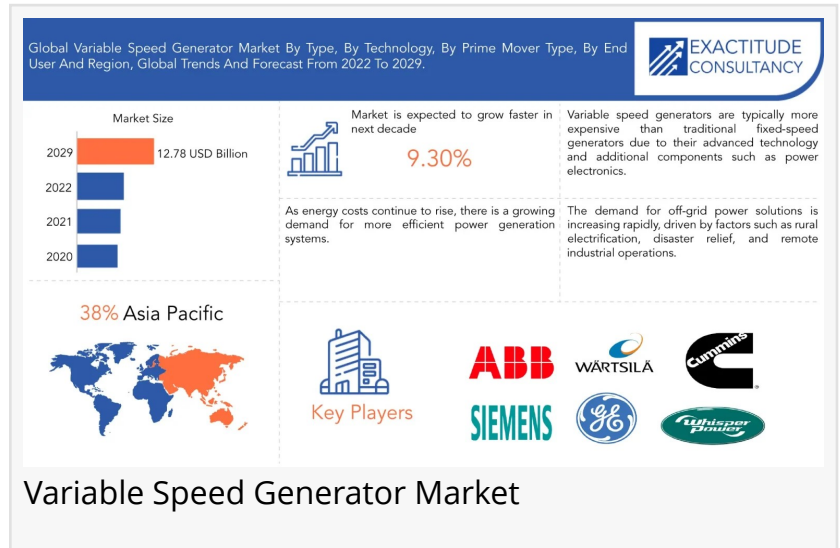 Global Variable Speed Generator Market By Type, By Technology, By Prime Mover Type, By End
User And Region, Global Trends And Forecast From 2022 To 2029.
EXACTITUDE
CONSULTANCY
Market Size
2029
12.78 USD Billion
2022
2021
2020
Market is expected to grow faster in
next decade
9.30%
Variable speed generators are typically more
expensive than traditional fixed-speed
generators due to their advanced technology
and additional components such as power
electronics.
As energy costs continue to rise, there is a growing
demand for more efficient power generation
systems.
The demand for off-grid power solutions is
increasing rapidly, driven by factors such as rural
electrification, disaster relief, and remote
industrial operations.
38% Asia Pacific
Key Players
ABB
WÄRTSILÄ
Cummins
SIEMENS
GE
Whisper
Power
Variable Speed Generator Market